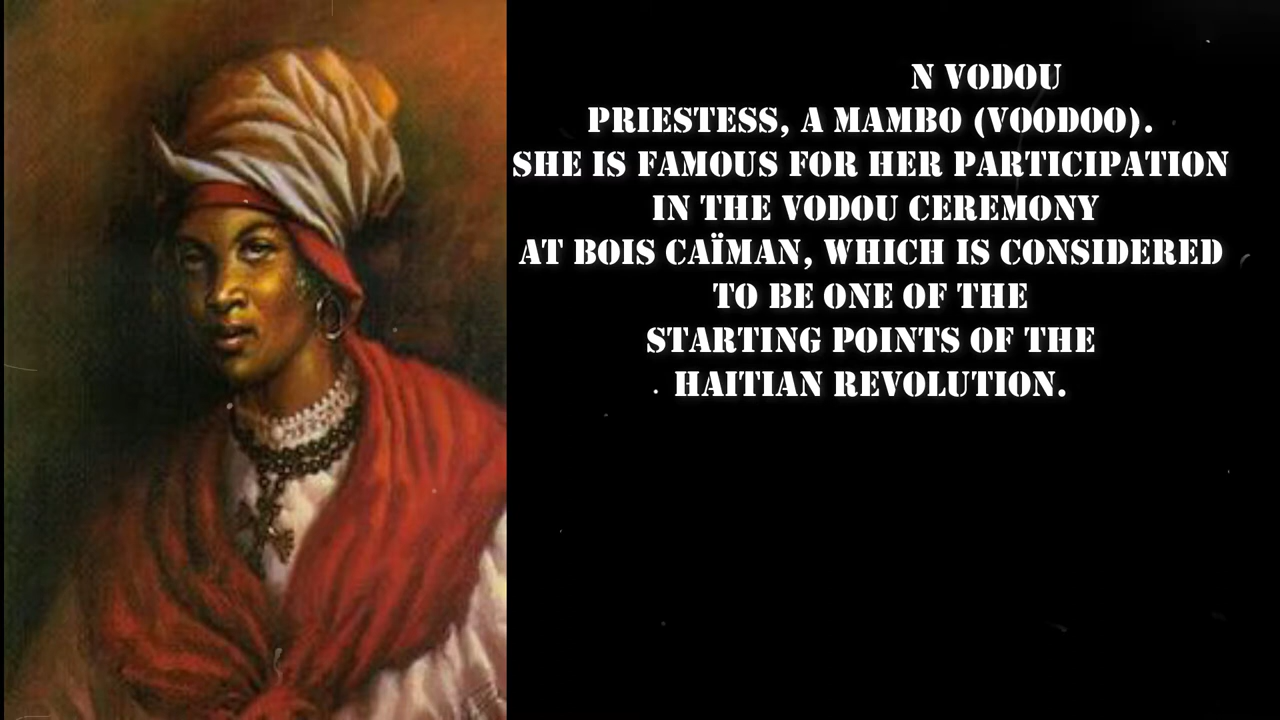 N VODOU
PRIESTESS, A MAMBO (VOODOO).
SHE IS FAMOUS FOR HER PARTICIPATION
IN THE VODOU CEREMONY
AT BOIS CAÏMAN, WHICH IS CONSIDERED
TO BE ONE OF THE
STARTING POINTS OF THE
HAITIAN REVOLUTION.